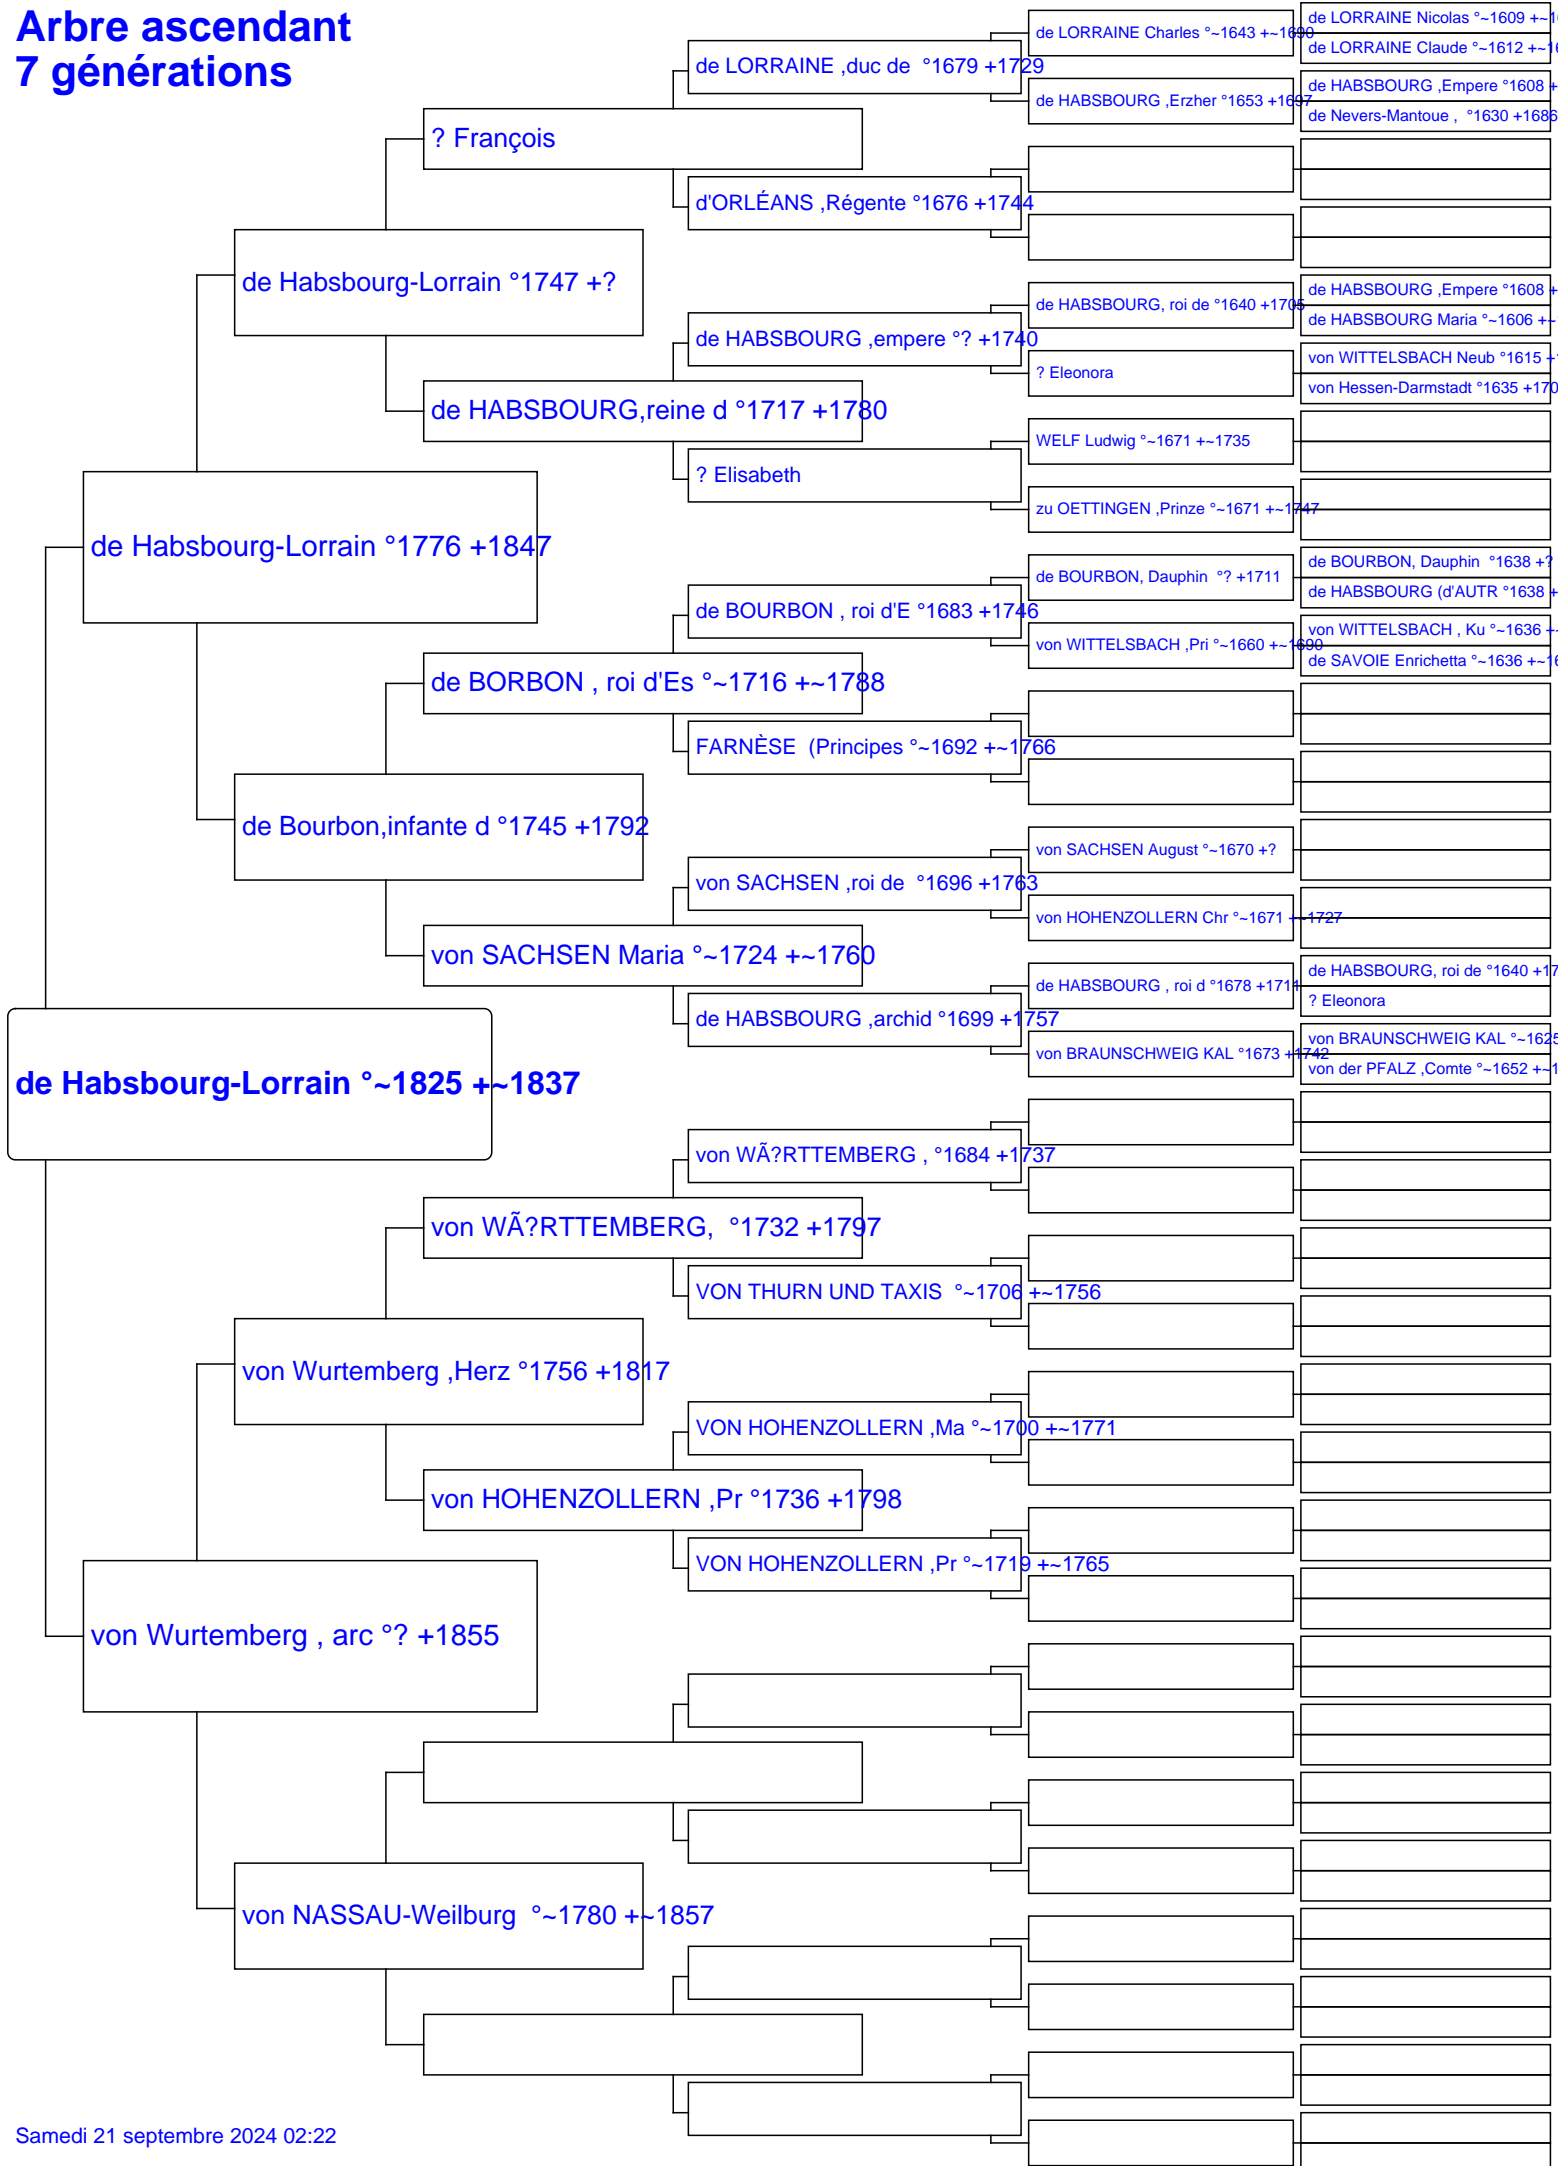 Arbre ascendant
7 générations
de LORRAINE Nicolas °~1609 +~1
de LORRAINE Charles °~1643 +~1690
de LORRAINE Claude °~1612 +~16
de LORRAINE ,duc de °1679 +1729
de HABSBOURG ,Empere °1608 +
de HABSBOURG ,Erzher °1653 +1697
de Nevers-Mantoue , °1630 +1686
? François
d'ORLÉANS ,Régente °1676 +1744
de Habsbourg-Lorrain °1747 +?
de HABSBOURG ,Empere °1608 +
de HABSBOURG, roi de °1640 +1705
de HABSBOURG Maria °~1606 +~
de HABSBOURG ,empere °? +1740
von WITTELSBACH Neub °1615 +1
? Eleonora
von Hessen-Darmstadt °1635 +170
de HABSBOURG,reine d °1717 +1780
WELF Ludwig °~1671 +~1735
? Elisabeth
zu OETTINGEN ,Prinze °~1671 +~1747
de Habsbourg-Lorrain °1776 +1847
de BOURBON, Dauphin °1638 +?
de BOURBON, Dauphin °? +1711
de HABSBOURG (d'AUTR °1638 +
de BOURBON , roi d'E °1683 +1746
von WITTELSBACH , Ku °~1636 +~
von WITTELSBACH ,Pri °~1660 +~1690
de SAVOIE Enrichetta °~1636 +~16
de BORBON , roi d'Es °~1716 +~1788
FARNÈSE (Principes °~1692 +~1766
de Bourbon,infante d °1745 +1792
von SACHSEN August °~1670 +?
von SACHSEN ,roi de °1696 +1763
von HOHENZOLLERN Chr °~1671 +~1727
von SACHSEN Maria °~1724 +~1760
de HABSBOURG, roi de °1640 +17
de HABSBOURG , roi d °1678 +1711
? Eleonora
de HABSBOURG ,archid °1699 +1757
von BRAUNSCHWEIG KAL °~1625
von BRAUNSCHWEIG KAL °1673 +1742
von der PFALZ ,Comte °~1652 +~1
de Habsbourg-Lorrain °~1825 +~1837
von WÃ?RTTEMBERG , °1684 +1737
von WÃ?RTTEMBERG, °1732 +1797
VON THURN UND TAXIS °~1706 +~1756
von Wurtemberg ,Herz °1756 +1817
VON HOHENZOLLERN ,Ma °~1700 +~1771
von HOHENZOLLERN ,Pr °1736 +1798
VON HOHENZOLLERN ,Pr °~1719 +~1765
von Wurtemberg , arc °? +1855
von NASSAU-Weilburg °~1780 +~1857
Samedi 21 septembre 2024 02:22